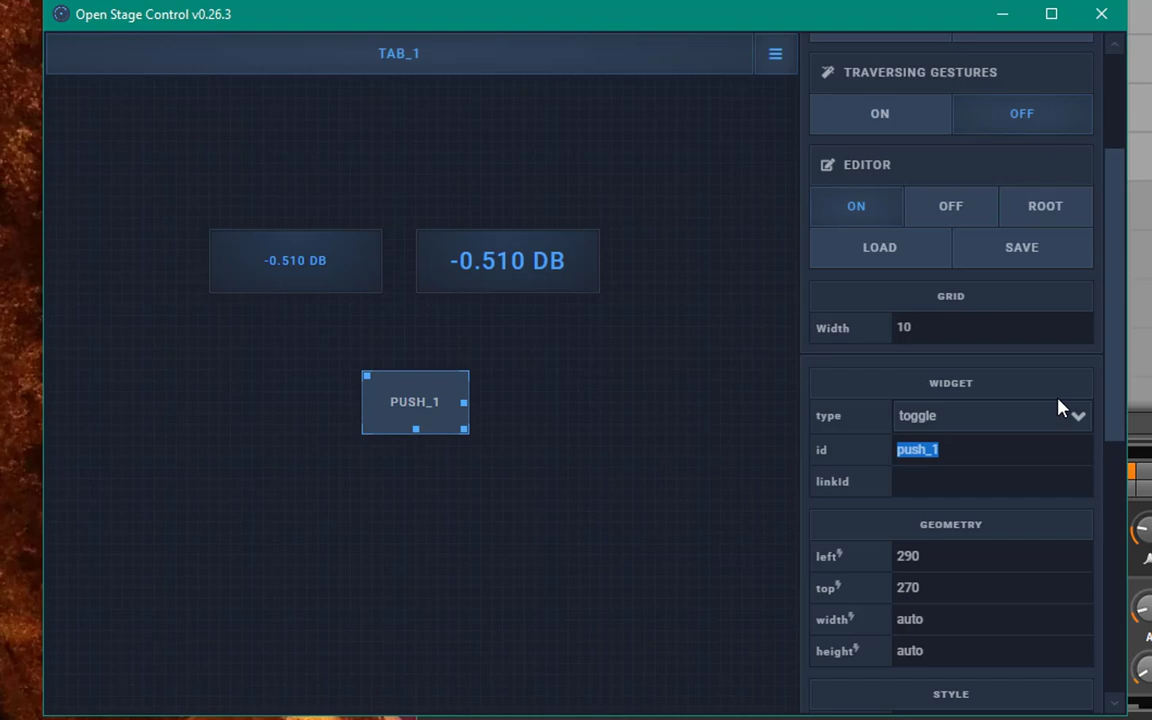 Open Stage Control v0.26.3
TAB_1
-0.510 DB
-0.510 DB
PUSH_1
TRAVERSING GESTURES
ON
OFF
EDITOR
ON
OFF
ROOT
LOAD
SAVE
GRID
Width
10
WIDGET
type
toggle
id
push_1
linkId
GEOMETRY
left
290
top
270
width
auto
height
auto
STYLE